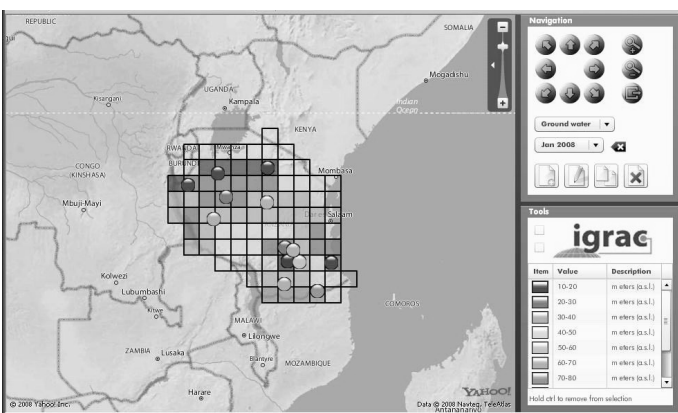 REPUBLIC
SOMALIA
Mogadishu
UGANDA
Kisangani
Kampala
Indian
Ocean
KENYA
RWANDA
Mwanza
BURUNDI
CONGO
(KINSHASA)
Mombasa
Mbuji-Mayi
Dar es Salaam
Kolwezi
Lubumbashi
Kitwe
COMOROS
MALAWI
Lilongwe
ZAMBIA
Lusaka
Blantyre
MOZAMBIQUE
Harare
YAHOO!
© 2008 Yahoo! Inc.
Data © 2008 Navteq, TeleAtlas
Antananarivo
Navigation
Ground water
Jan 2008
Tools
igrac
Item Value Description
10-20 meters (a.s.l.)
20-30 meters (a.s.l.)
30-40 meters (a.s.l.)
40-50 meters (a.s.l.)
50-60 meters (a.s.l.)
60-70 meters (a.s.l.)
70-80 meters (a.s.l.)
Hold ctrl to remove from selection